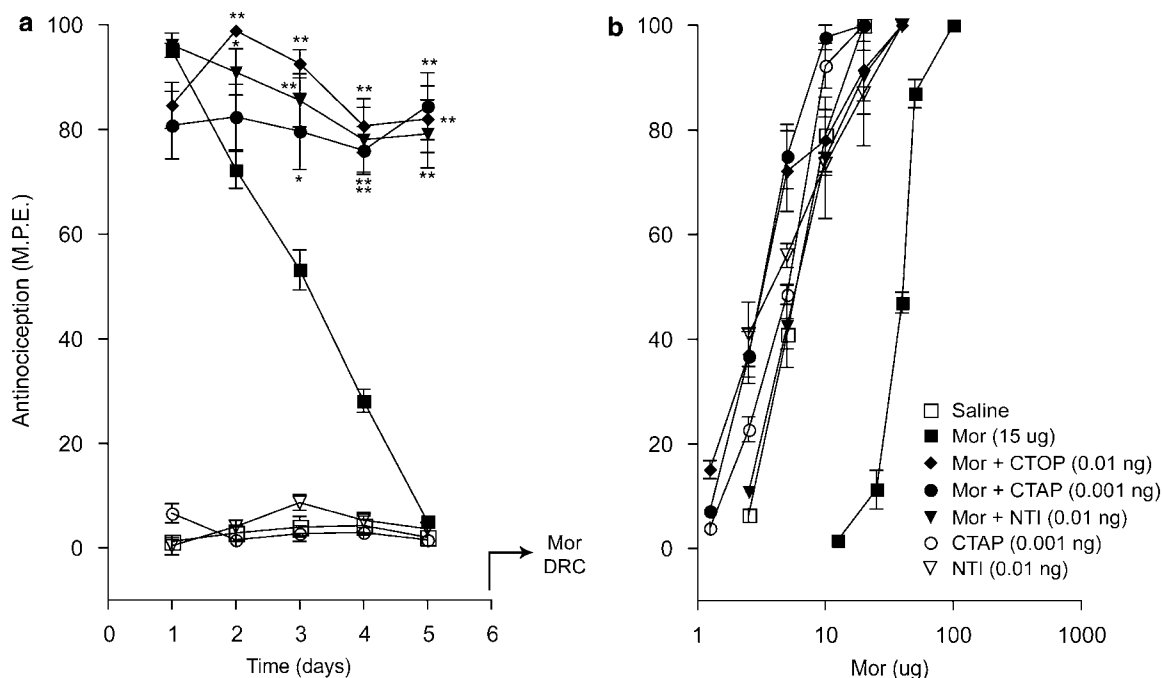 a
100
80
60
40
20
0
Antinociception (M.P.E.)
**
*
**
**
*
**
**
**
**
**
**
Mor
DRC
0
1
2
3
4
5
6
Time (days)
b
100
80
60
40
20
0
Saline
Mor (15 ug)
Mor + CTOP (0.01 ng)
Mor + CTAP (0.001 ng)
Mor + NTI (0.01 ng)
CTAP (0.001 ng)
NTI (0.01 ng)
1
10
100
1000
Mor (ug)